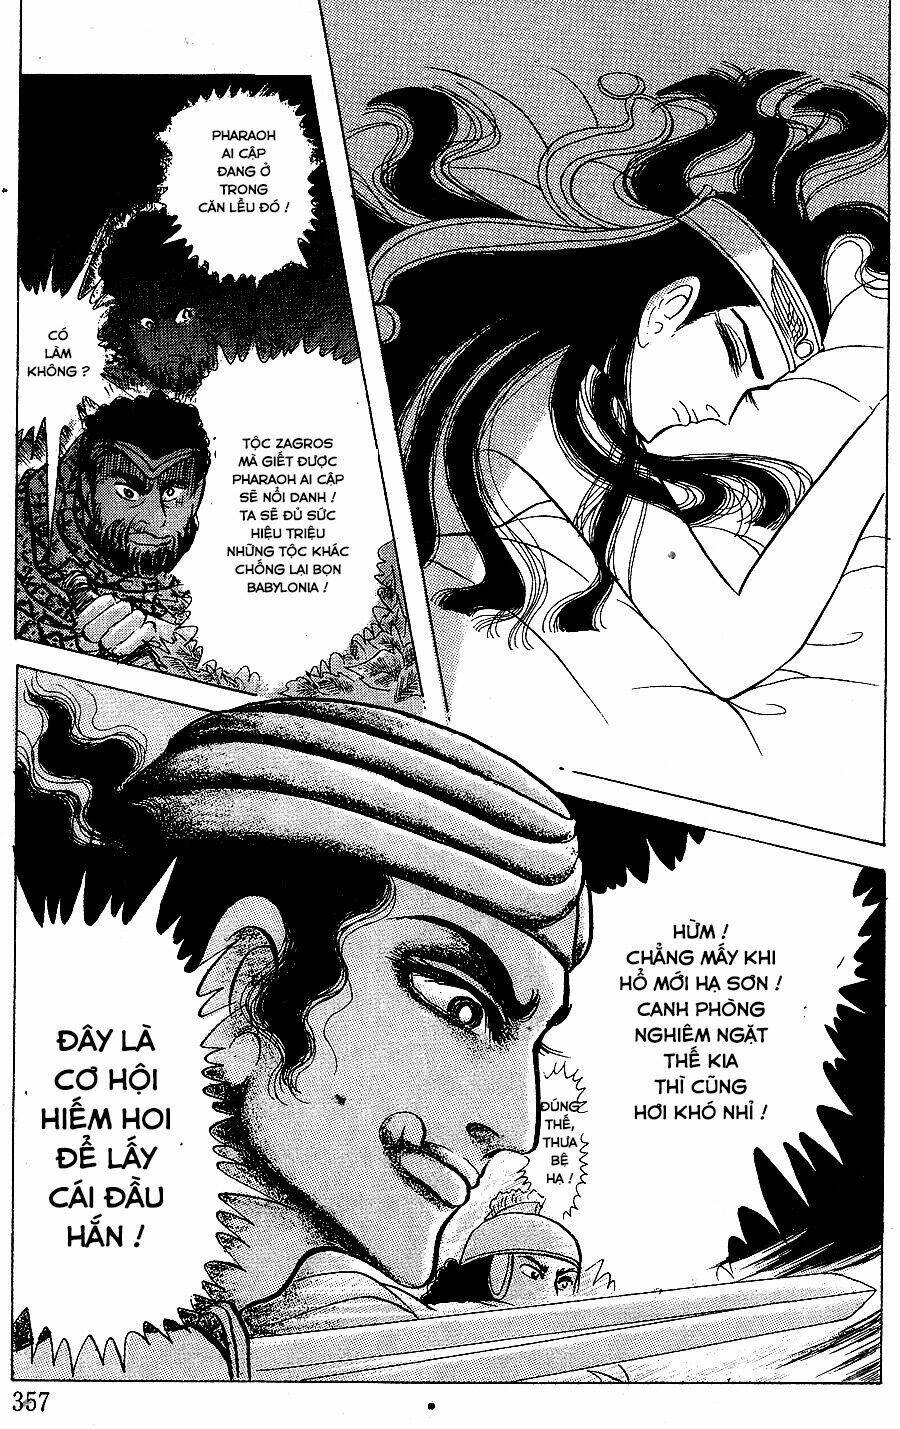 PHARAOH
AI CẬP
ĐANG Ở
TRONG
CĂN LỀU ĐÓ !
CÓ
LÀM
KHÔNG ?
TỘC ZAGROS
MÀ GIẾT ĐƯỢC
PHARAOH AI CẬP
SẼ NỔI DANH !
TA SẼ ĐỦ SỨC
HIỆU TRIỆU
NHỮNG TỘC KHÁC
CHỐNG LẠI BỌN
BABYLONIA !
HỪM !
CHẲNG MẤY KHI
HỔ MỚI HẠ SƠN !
CANH PHÒNG
NGHIÊM NGẶT
THẾ KIA
THÌ CŨNG
HƠI KHÓ NHỈ !
ĐÚNG
THẾ,
THƯA
BỆ
HẠ !
ĐÂY LÀ
CƠ HỘI
HIẾM HOI
ĐỂ LẤY
CÁI ĐẦU
HẮN !
357